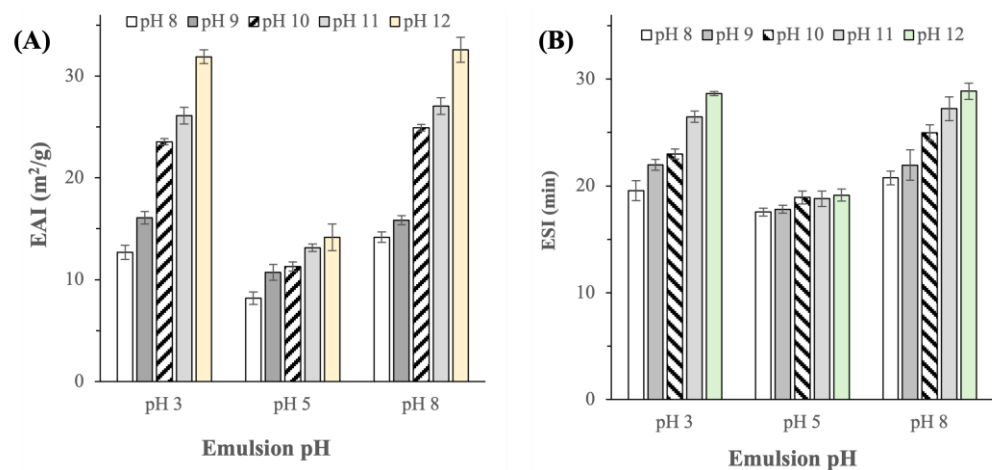 (A)
pH 8 pH 9 pH 10 pH 11 pH 12
EAI (m²/g)
30
20
10
0
pH 3 pH 5 pH 8
Emulsion pH
(B)
pH 8 pH 9 pH 10 pH 11 pH 12
ESI (min)
30
20
10
0
pH 3 pH 5 pH 8
Emulsion pH